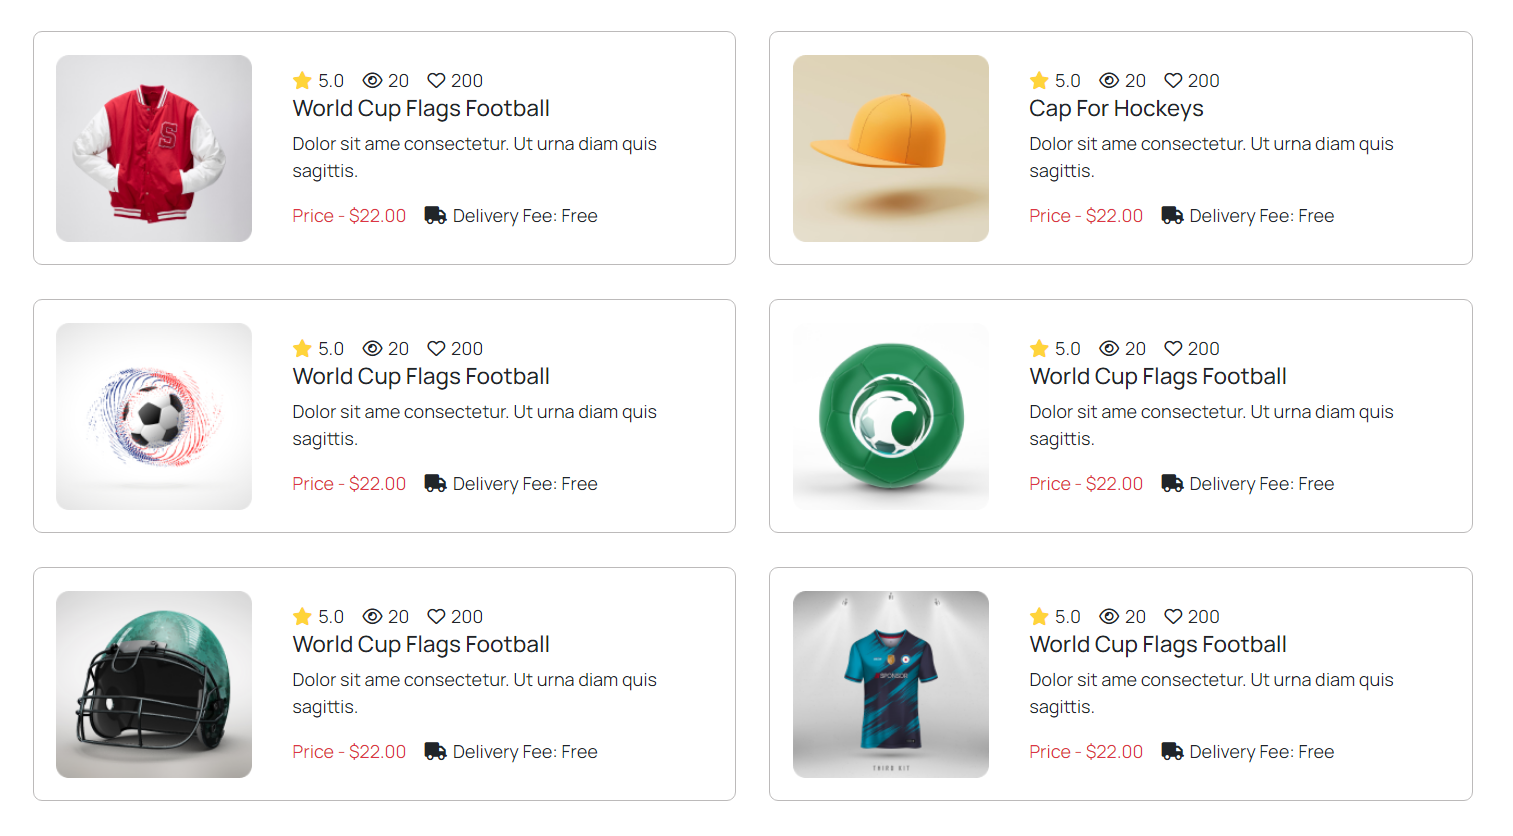 5.0 20 200
World Cup Flags Football
Dolor sit ame consectetur. Ut urna diam quis
sagittis.
Price - $22.00 Delivery Fee: Free
S
5.0 20 200
Cap For Hockeys
Dolor sit ame consectetur. Ut urna diam quis
sagittis.
Price - $22.00 Delivery Fee: Free
5.0 20 200
World Cup Flags Football
Dolor sit ame consectetur. Ut urna diam quis
sagittis.
Price - $22.00 Delivery Fee: Free
5.0 20 200
World Cup Flags Football
Dolor sit ame consectetur. Ut urna diam quis
sagittis.
Price - $22.00 Delivery Fee: Free
5.0 20 200
World Cup Flags Football
Dolor sit ame consectetur. Ut urna diam quis
sagittis.
Price - $22.00 Delivery Fee: Free
SPONSOR
THIRD KIT
5.0 20 200
World Cup Flags Football
Dolor sit ame consectetur. Ut urna diam quis
sagittis.
Price - $22.00 Delivery Fee: Free